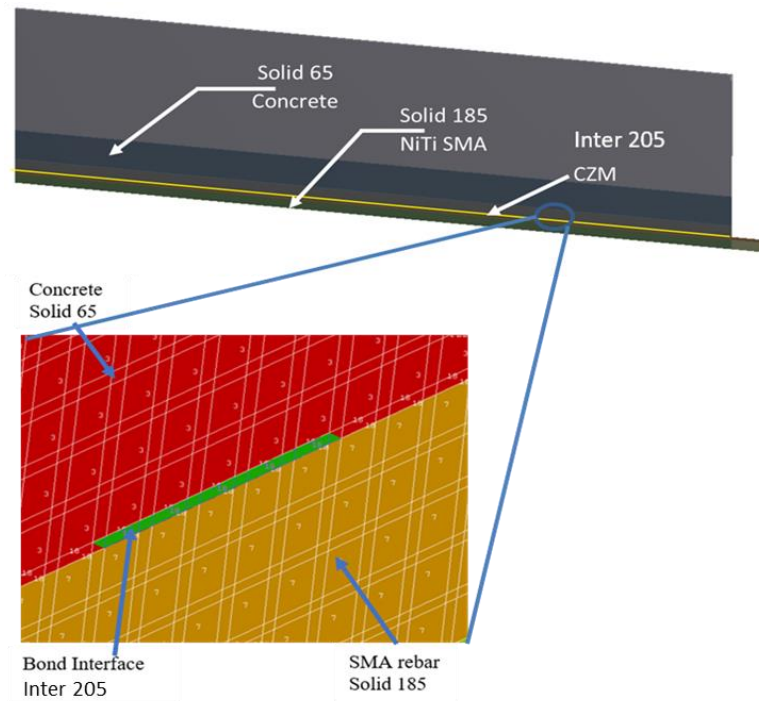 Solid 65
Concrete
Solid 185
NiTi SMA
Inter 205
CZM
Concrete
Solid 65
Bond Interface
Inter 205
SMA rebar
Solid 185